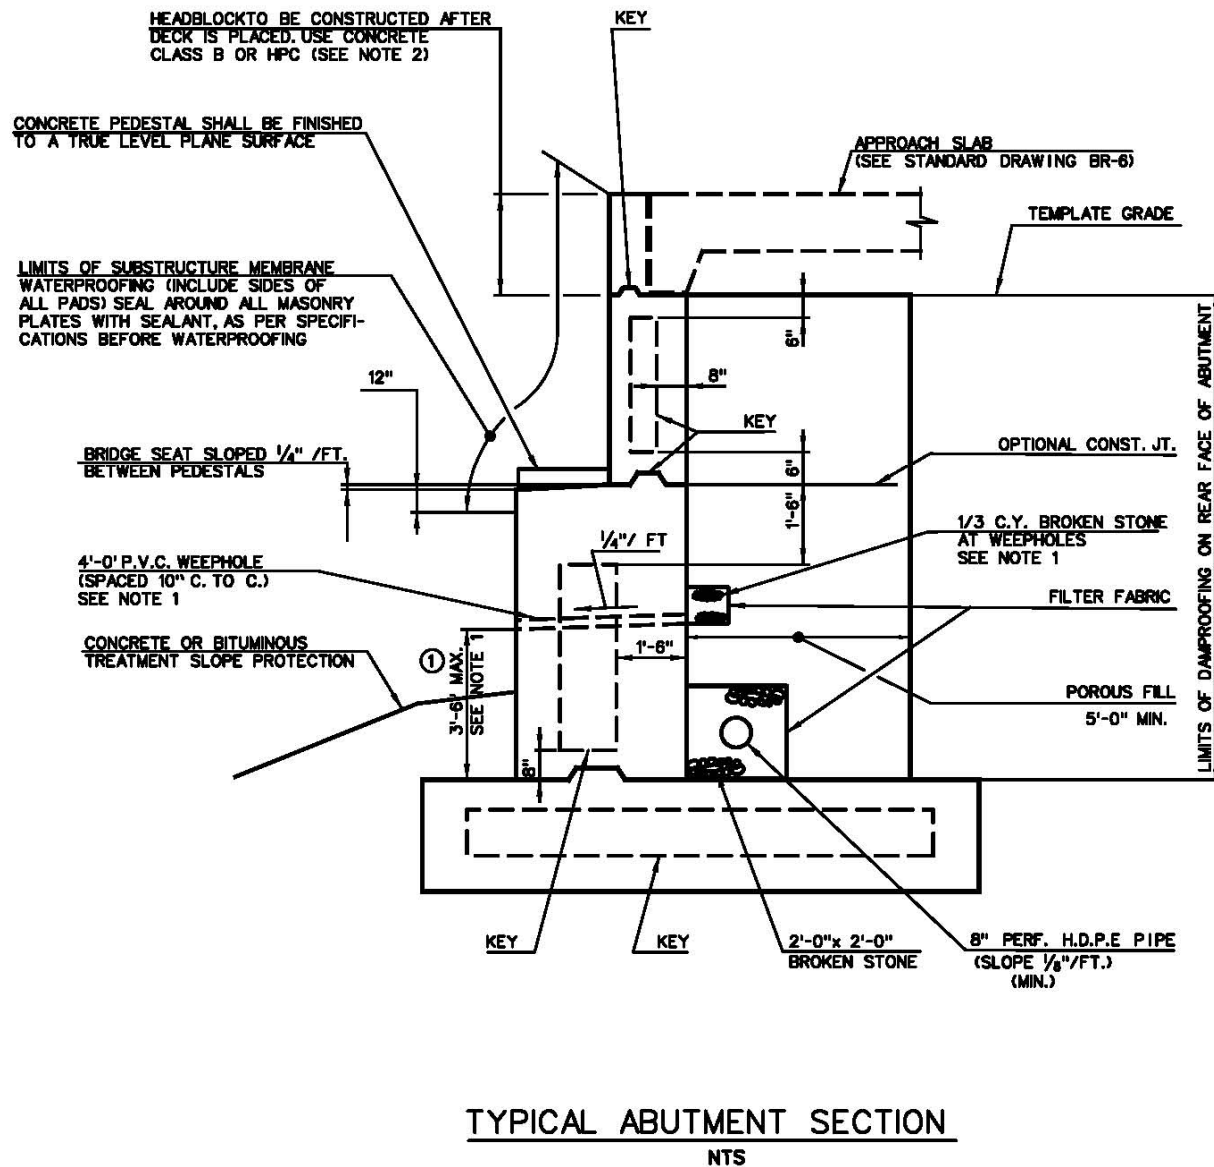 HEADBLOCKTO BE CONSTRUCTED AFTER
DECK IS PLACED. USE CONCRETE
CLASS B OR HPC (SEE NOTE 2)
KEY
CONCRETE PEDESTAL SHALL BE FINISHED
TO A TRUE LEVEL PLANE SURFACE
APPROACH SLAB
(SEE STANDARD DRAWING BR-6)
TEMPLATE GRADE
LIMITS OF SUBSTRUCTURE MEMBRANE
WATERPROOFING (INCLUDE SIDES OF
ALL PADS) SEAL AROUND ALL MASONRY
PLATES WITH SEALANT, AS PER SPECIFI-
CATIONS BEFORE WATERPROOFING
6"
12"
8"
KEY
LIMITS OF DAMPROOFING ON REAR FACE OF ABUTMENT
BRIDGE SEAT SLOPED 1/4" /FT.
BETWEEN PEDESTALS
6"
OPTIONAL CONST. JT.
1'-6"
1/4"/ FT
1/3 C.Y. BROKEN STONE
AT WEEPHOLES
SEE NOTE 1
4'-0' P.V.C. WEEPHOLE
(SPACED 10" C. TO C.)
SEE NOTE 1
FILTER FABRIC
CONCRETE OR BITUMINOUS
TREATMENT SLOPE PROTECTION
1
3'-6" MAX.
SEE NOTE 1
1'-6"
POROUS FILL
5'-0" MIN.
8"
KEY
KEY
2'-0"x 2'-0"
BROKEN STONE
8" PERF. H.D.P.E PIPE
(SLOPE 1/8"/FT.)
(MIN.)
TYPICAL ABUTMENT SECTION
NTS